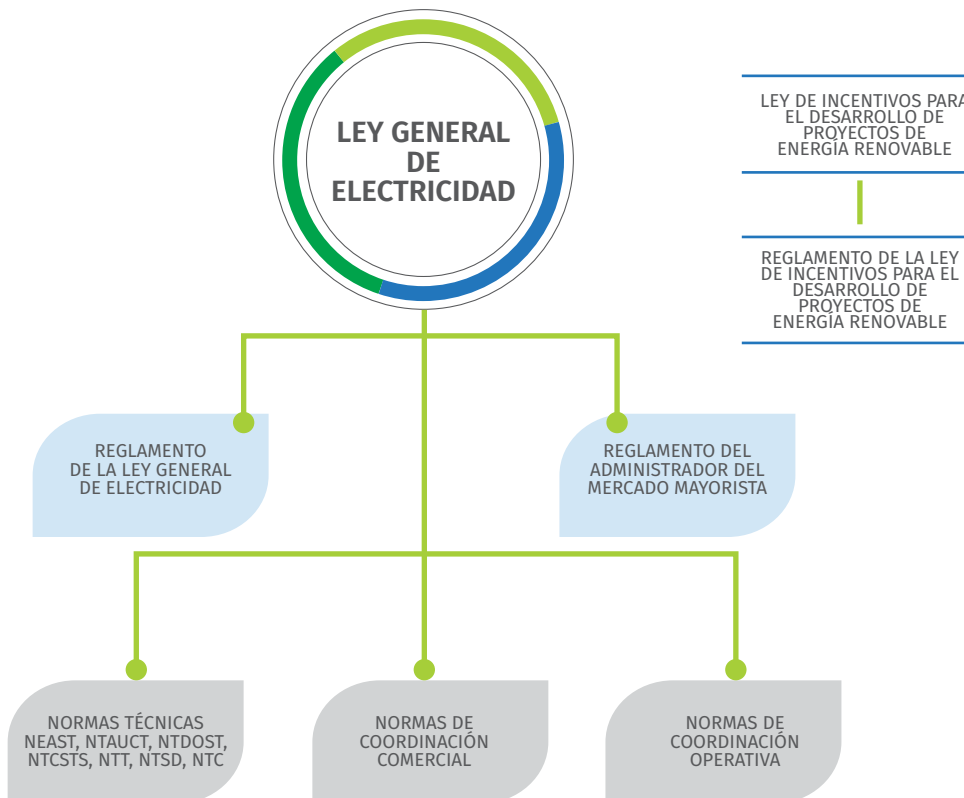 LEY GENERAL
DE
ELECTRICIDAD
LEY DE INCENTIVOS PARA
EL DESARROLLO DE
PROYECTOS DE
ENERGÍA RENOVABLE
REGLAMENTO DE LA LEY
DE INCENTIVOS PARA EL
DESARROLLO DE
PROYECTOS DE
ENERGÍA RENOVABLE
REGLAMENTO
DE LA LEY GENERAL
DE ELECTRICIDAD
REGLAMENTO DEL
ADMINISTRADOR DEL
MERCADO MAYORISTA
NORMAS TÉCNICAS
NEAST, NTAUCT, NTDOST,
NTCSTS, NTT, NTSD, NTC
NORMAS DE
COORDINACIÓN
COMERCIAL
NORMAS DE
COORDINACIÓN
OPERATIVA